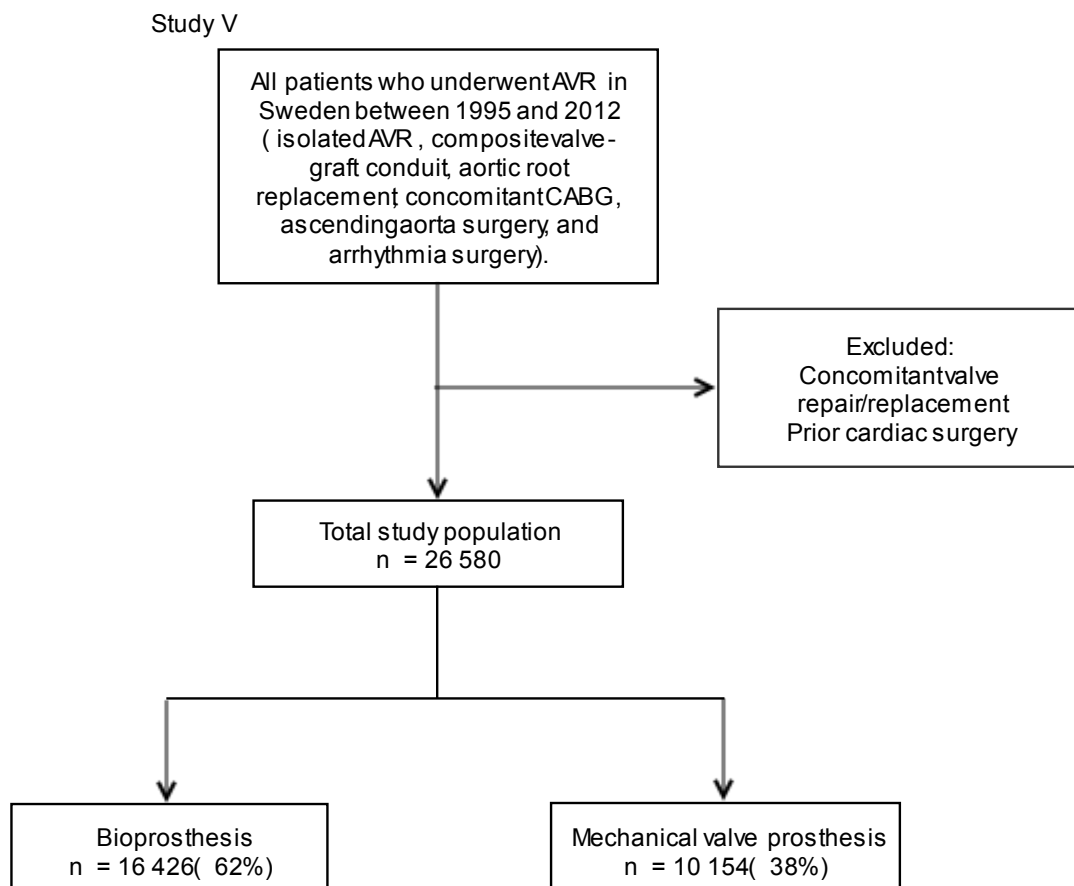 Study V
All patients who underwent AVR in
Sweden between 1995 and 2012
( isolated AVR , composite valve-
graft conduit, aortic root
replacement, concomitant CABG ,
ascending aorta surgery, and
arrhythmia surgery).
Excluded:
Concomitant valve
repair/replacement
Prior cardiac surgery
Total study population
n = 26 580
Bioprosthesis
n = 16 426( 62%)
Mechanical valve prosthesis
n = 10 154( 38%)